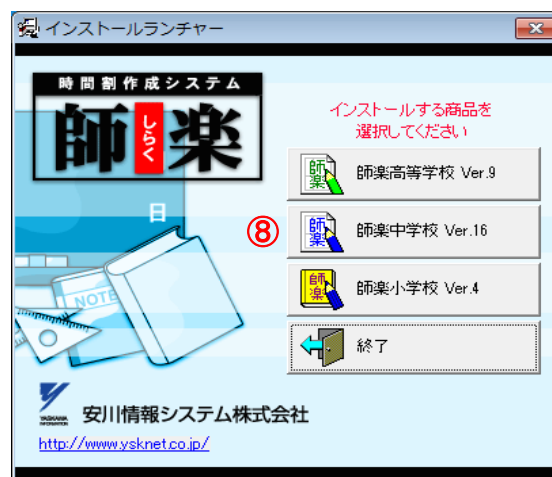 インストールランチャー
時間割作成システム
師楽
しらく
日
NOTE
インストールする商品を
選択してください
師楽高等学校 Ver.9
⑧
師楽中学校 Ver.16
師楽小学校 Ver.4
終了
YASKAWA
INFORMATION
安川情報システム株式会社
http://www.ysknet.co.jp/